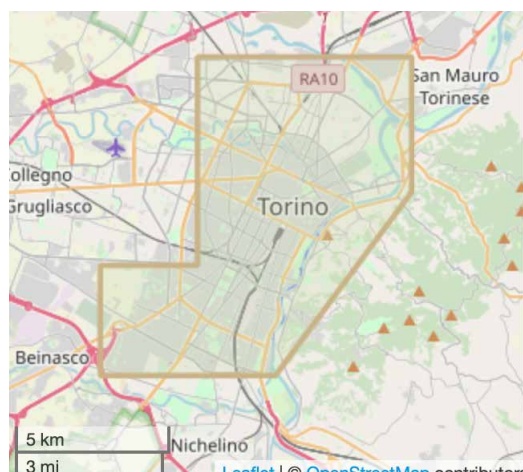 RA10
San Mauro
Torinese
ollegno
Grugliasco
Torino
Beinasco
Nichelino
5 km
3 mi
Leaflet | © OpenStreetMap contributors